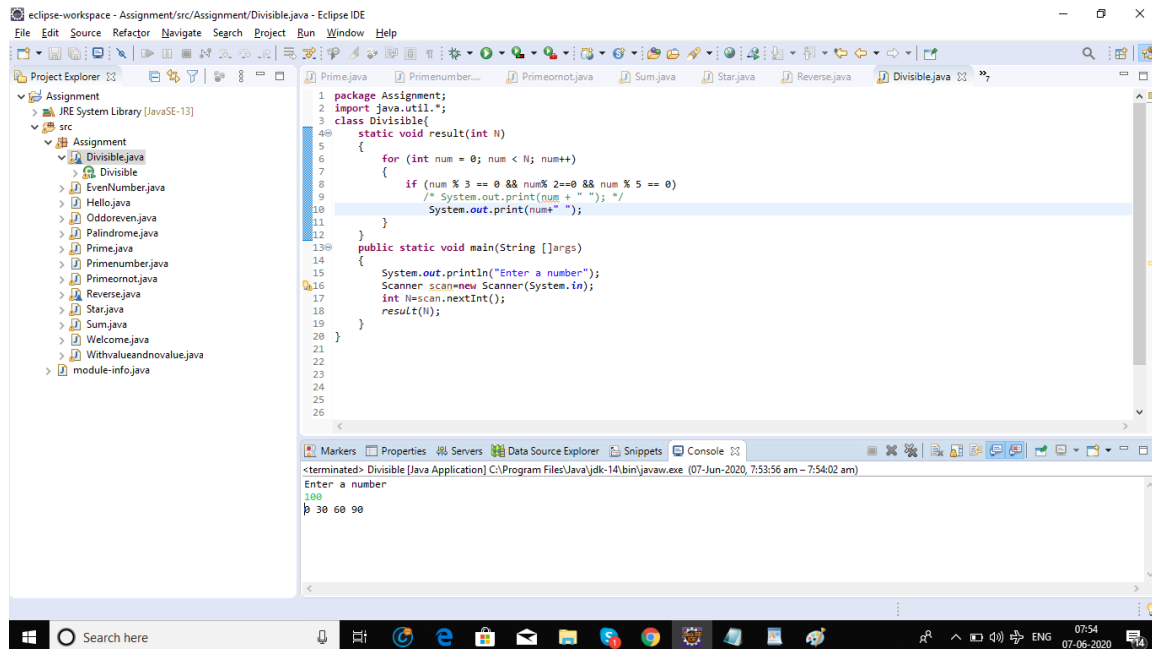 eclipse-workspace - Assignment/src/Assignment/Divisible.java - Eclipse IDE
File Edit Source Refactor Navigate Search Project Run Window Help
Project Explorer
Assignment
JRE System Library [JavaSE-13]
src
Assignment
Divisible.java
Divisible
EvenNumber.java
Hello.java
Oddoreven.java
Palindrome.java
Prime.java
Primenumber.java
Primeornot.java
Reverse.java
Star.java
Sum.java
Welcome.java
Withvalueandnovalue.java
module-info.java
Prime.java Primenumber.... Primeornot.java Sum.java Star.java Reverse.java Divisible.java »7
1 package Assignment;
2 import java.util.*;
3 class Divisible{
4 static void result(int N)
5 {
6 for (int num = 0; num < N; num++)
7 {
8 if (num % 3 == 0 && num% 2==0 && num % 5 == 0)
9 /* System.out.print(num + " "); */
10 System.out.print(num+" ");
11 }
12 }
13 public static void main(String []args)
14 {
15 System.out.println("Enter a number");
16 Scanner scan=new Scanner(System.in);
17 int N=scan.nextInt();
18 result(N);
19 }
20 }
21
22
23
24
25
26
Markers Properties Servers Data Source Explorer Snippets Console
<terminated> Divisible [Java Application] C:\Program Files\Java\jdk-14\bin\javaw.exe (07-Jun-2020, 7:53:56 am – 7:54:02 am)
Enter a number
100
0 30 60 90
Search here
ENG
07:54
07-06-2020
14